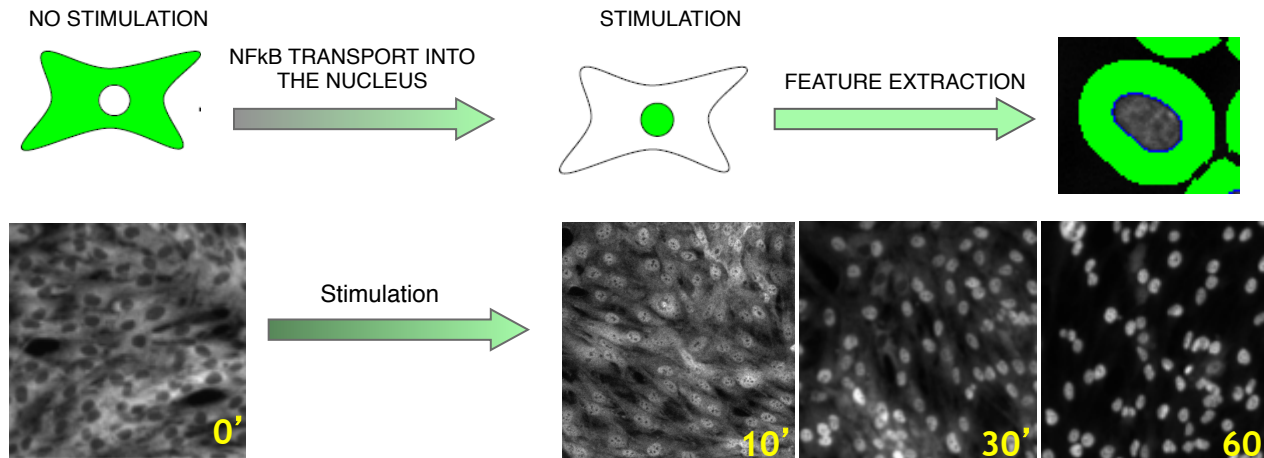 NO STIMULATION
NFkB TRANSPORT INTO
THE NUCLEUS
STIMULATION
FEATURE EXTRACTION
Stimulation
0’
10’
30’
60